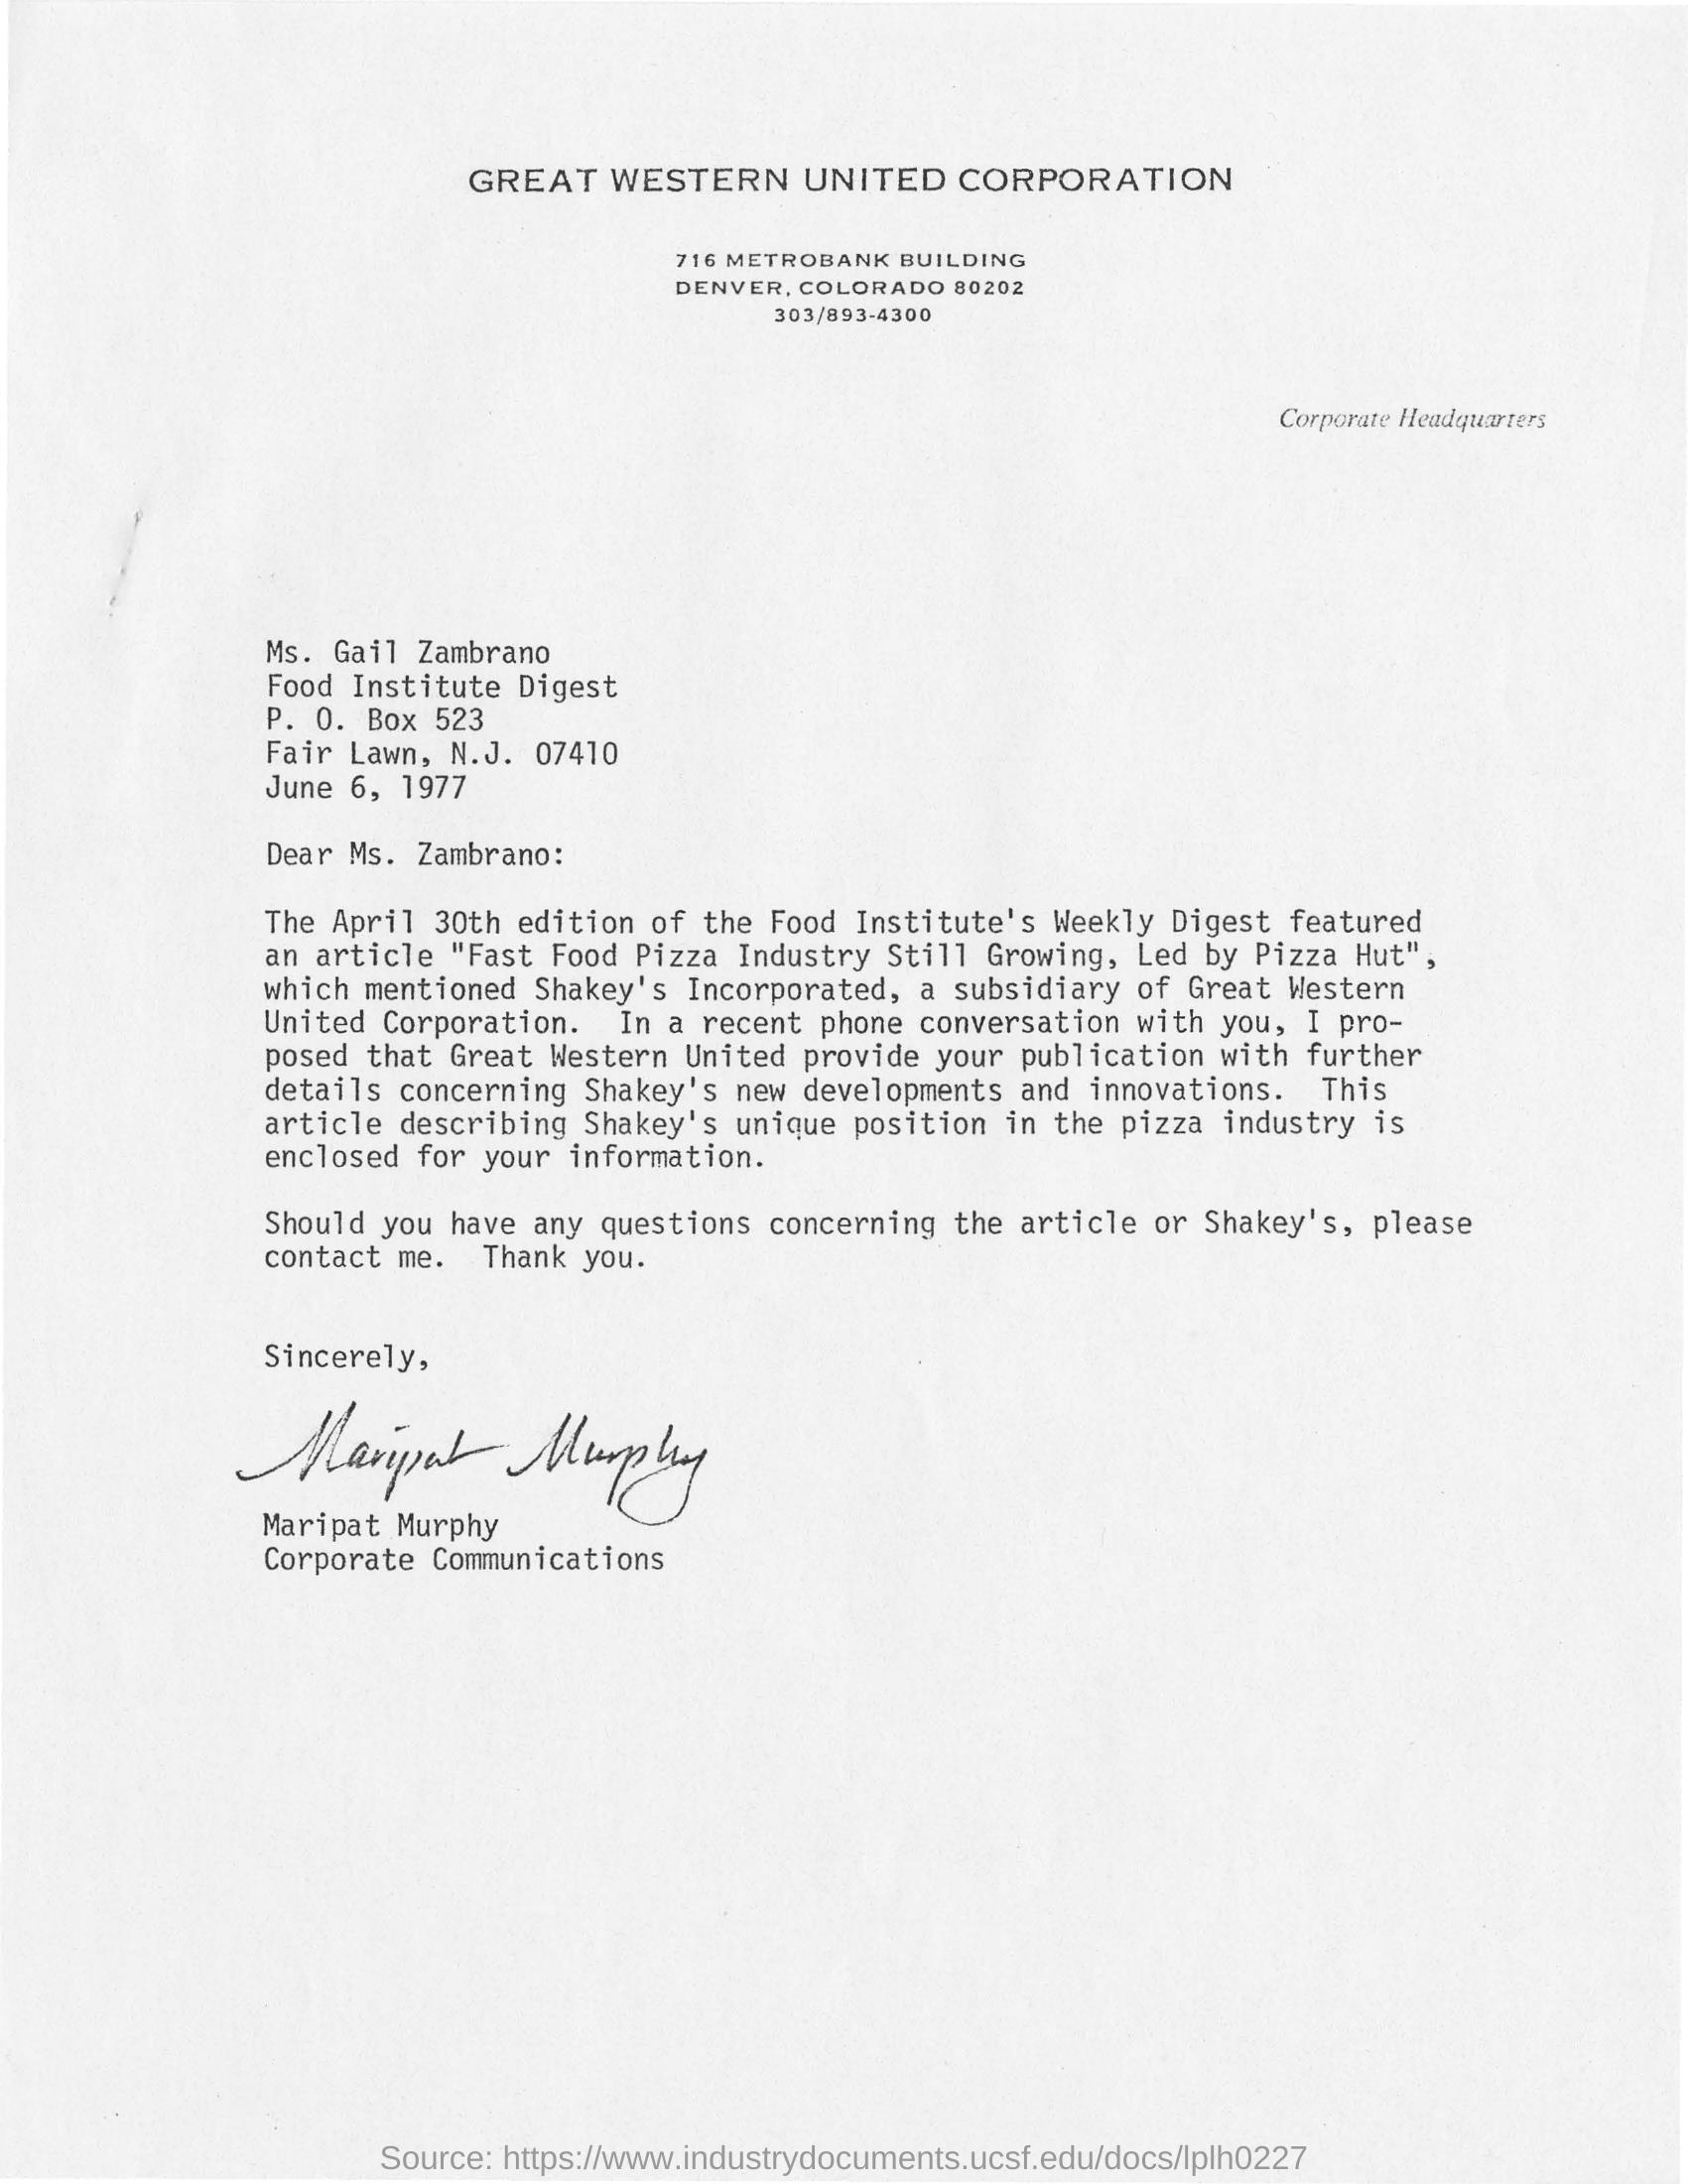 GREAT WESTERN UNITED CORPORATION
716 METROBANK BUILDING
DENVER, COLORADO 80202
303/893-4300
Corporate Headquarters
Ms. Gail Zambrano
Food Institute Digest
P. O. Box 523
Fair Lawn, N.J. 07410
June 6, 1977
Dear Ms. Zambrano:
The April 30th edition of the Food Institute's Weekly Digest featured
an article "Fast Food Pizza Industry Still Growing, Led by Pizza Hut",
which mentioned Shakey's Incorporated, a subsidiary of Great Western
United Corporation. In a recent phone conversation with you, I pro-
posed that Great Western United provide your publication with further
details concerning Shakey's new developments and innovations. This
article describing Shakey's unique position in the pizza industry is
enclosed for your information.
Should you have any questions concerning the article or Shakey's, please
contact me. Thank you.
Sincerely,
Maripat Murphy
Maripat Murphy
Corporate Communications
Source: https://www.industrydocuments.ucsf.edu/docs/lplh0227